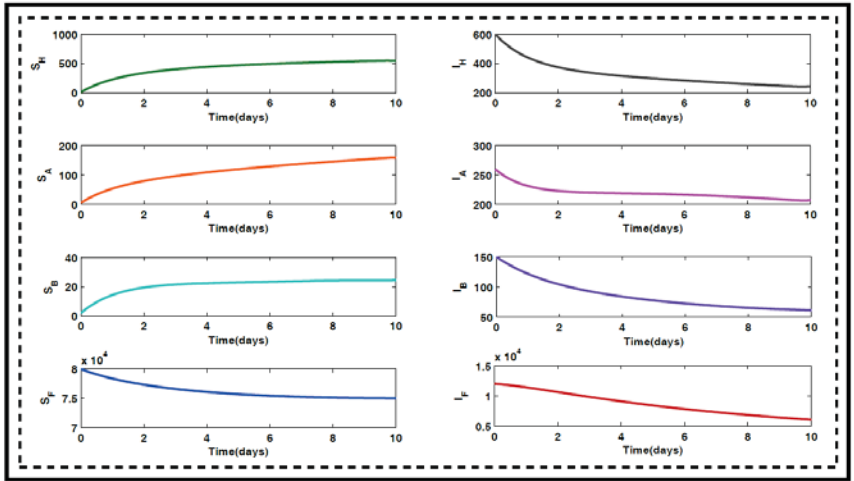 1000
500
0
S_H
0 2 4 6 8 10
Time(days)
600
400
200
I_H
0 2 4 6 8 10
Time(days)
200
100
0
S_A
0 2 4 6 8 10
Time(days)
300
250
200
I_A
0 2 4 6 8 10
Time(days)
40
20
0
S_B
0 2 4 6 8 10
Time(days)
150
100
50
I_B
0 2 4 6 8 10
Time(days)
x 10^4
8
7.5
7
S_F
0 2 4 6 8 10
Time(days)
x 10^4
1.5
1
0.5
I_F
0 2 4 6 8 10
Time(days)